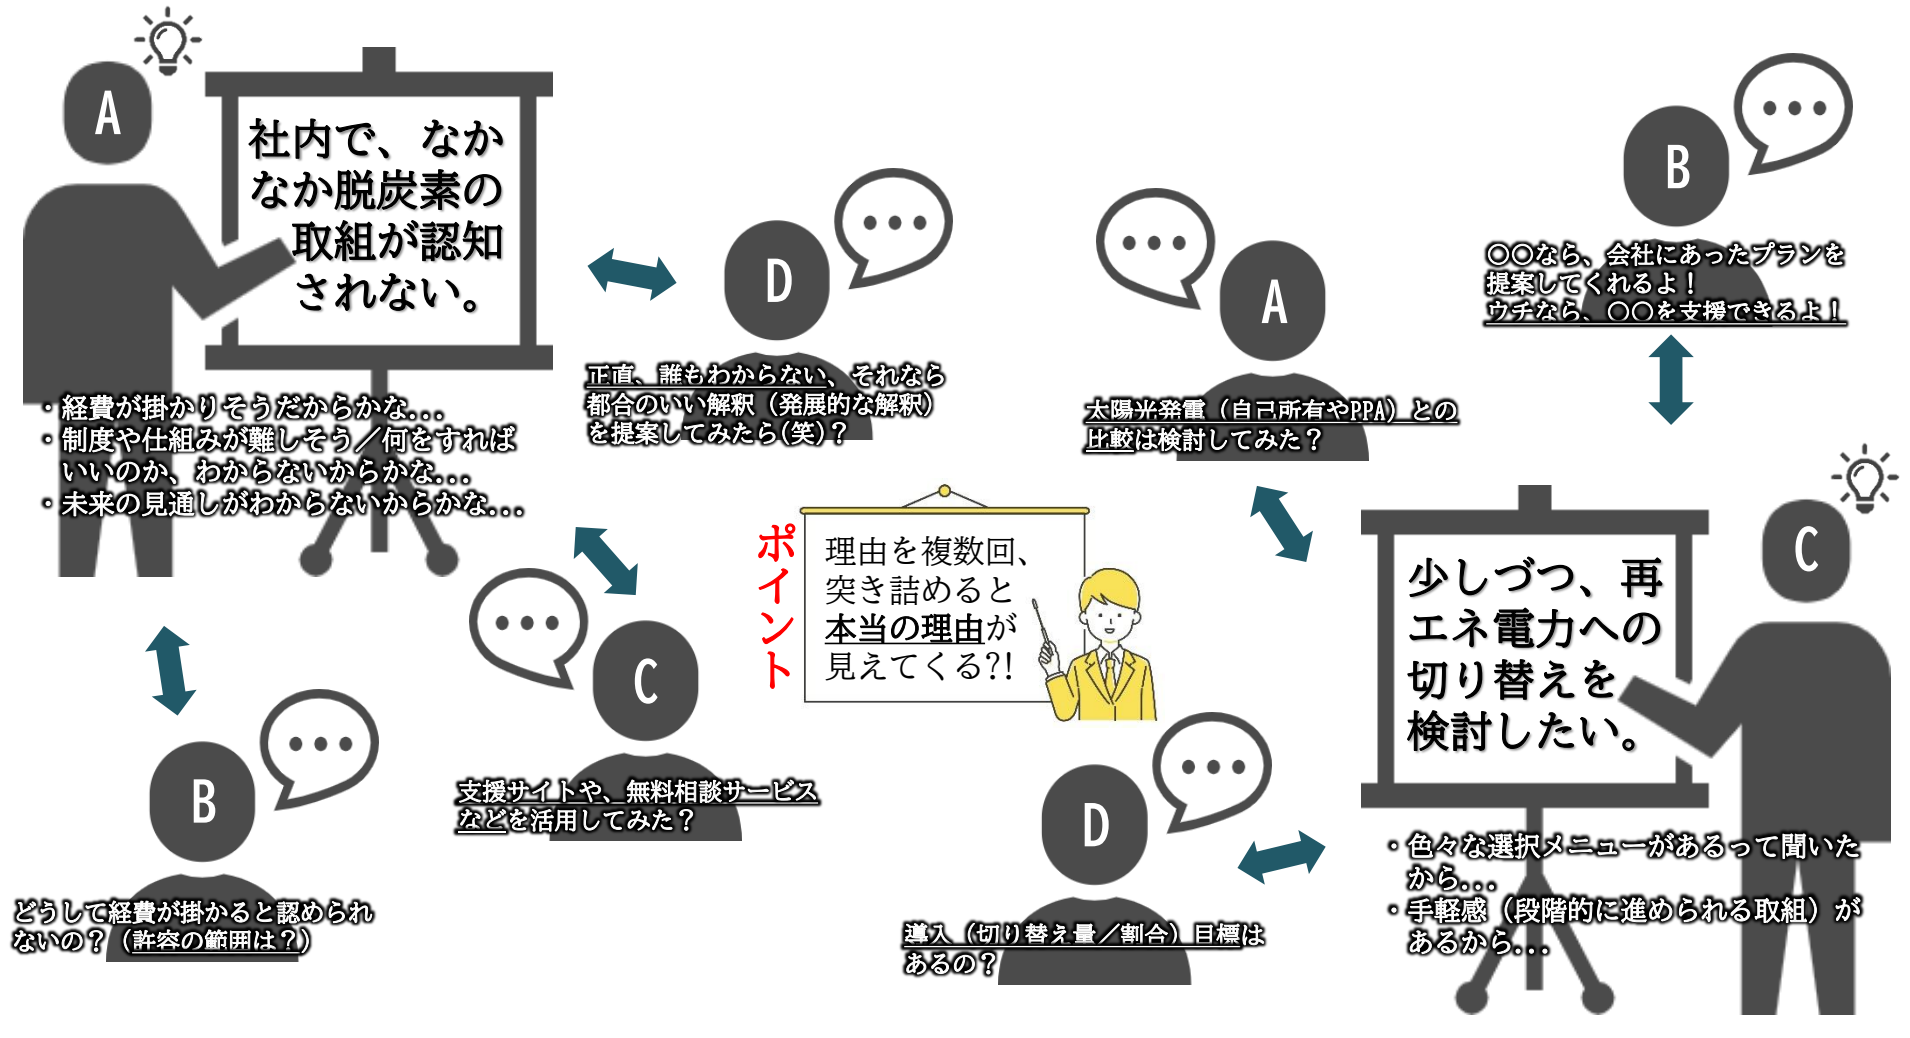 A
社内で、なか
なか脱炭素の
取組が認知
されない。
・経費が掛かりそうだからかな...
・制度や仕組みが難しそう／何をすれば
いいのか、わからないからかな...
・未来の見通しがわからないからかな...
D
正直、誰もわからない、それなら
都合のいい解釈（発展的な解釈）
を提案してみたら(笑)？
C
支援サイトや、無料相談サービス
などを活用してみた？
B
どうして経費が掛かると認められ
ないの？（許容の範囲は？）
ポイント
理由を複数回、
突き詰めると
本当の理由が
見えてくる?!
A
太陽光発電（自己所有やPPA）との
比較は検討してみた？
B
〇〇なら、会社にあったプランを
提案してくれるよ！
ウチなら、〇〇を支援できるよ！
C
少しづつ、再
エネ電力への
切り替えを
検討したい。
・色々な選択メニューがあるって聞いた
から...
・手軽感（段階的に進められる取組）が
あるから...
D
導入（切り替え量／割合）目標は
あるの？